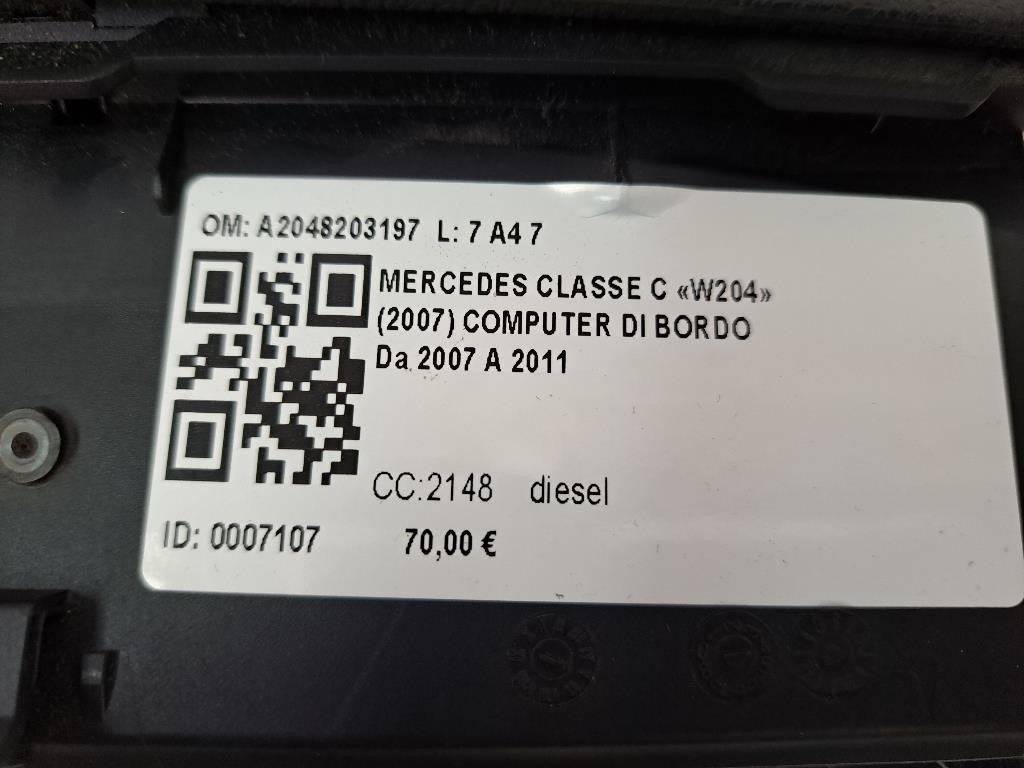 OM: A2048203197 L: 7 A4 7
MERCEDES CLASSE C «W204»
(2007) COMPUTER DI BORDO
Da 2007 A 2011
CC:2148 diesel
ID: 0007107 70,00 €